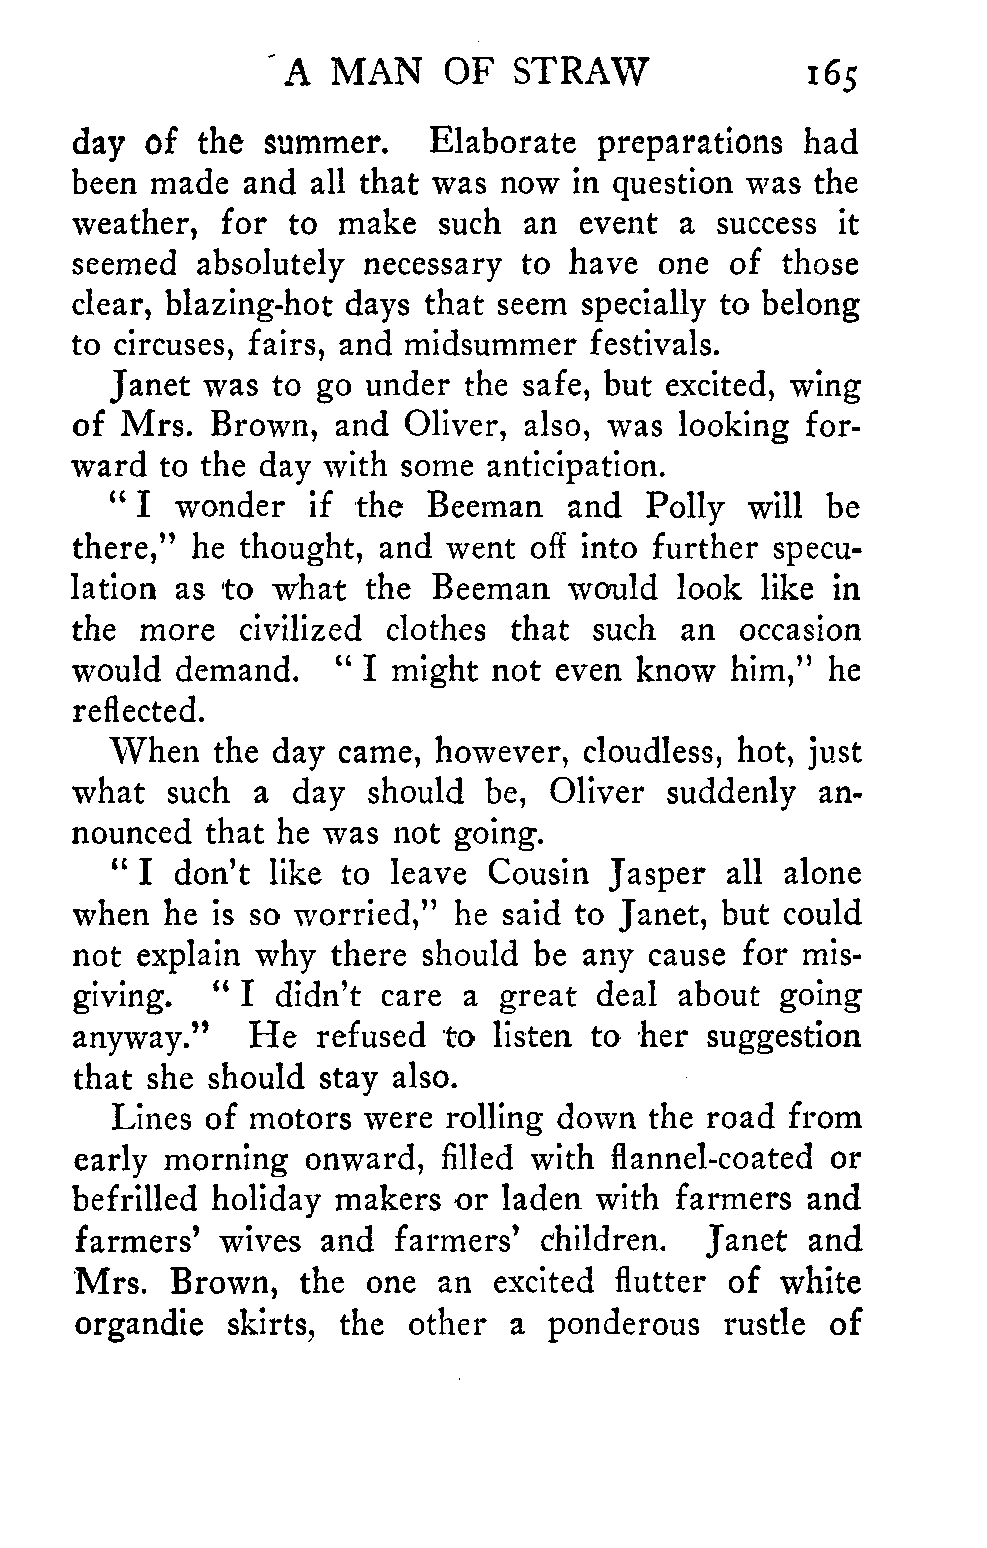 A MAN OF STRAW 165
day of the summer. Elaborate preparations had
been made and all that was now in question was the
weather, for to make such an event a success it
seemed absolutely necessary to have one of those
clear, blazing-hot days that seem specially to belong
to circuses, fairs, and midsummer festivals.
Janet was to go under the safe, but excited, wing
of Mrs. Brown, and Oliver, also, was looking for-
ward to the day with some anticipation.
“ I wonder if the Beeman and Polly will be
there,” he thought, and went off into further specu-
lation as to what the Beeman would look like in
the more civilized clothes that such an occasion
would demand. “ I might not even know him,” he
reflected.
When the day came, however, cloudless, hot, just
what such a day should be, Oliver suddenly an-
nounced that he was not going.
“ I don’t like to leave Cousin Jasper all alone
when he is so worried,” he said to Janet, but could
not explain why there should be any cause for mis-
giving. “ I didn’t care a great deal about going
anyway.” He refused to listen to her suggestion
that she should stay also.
Lines of motors were rolling down the road from
early morning onward, filled with flannel-coated or
befrilled holiday makers or laden with farmers and
farmers’ wives and farmers’ children. Janet and
Mrs. Brown, the one an excited flutter of white
organdie skirts, the other a ponderous rustle of